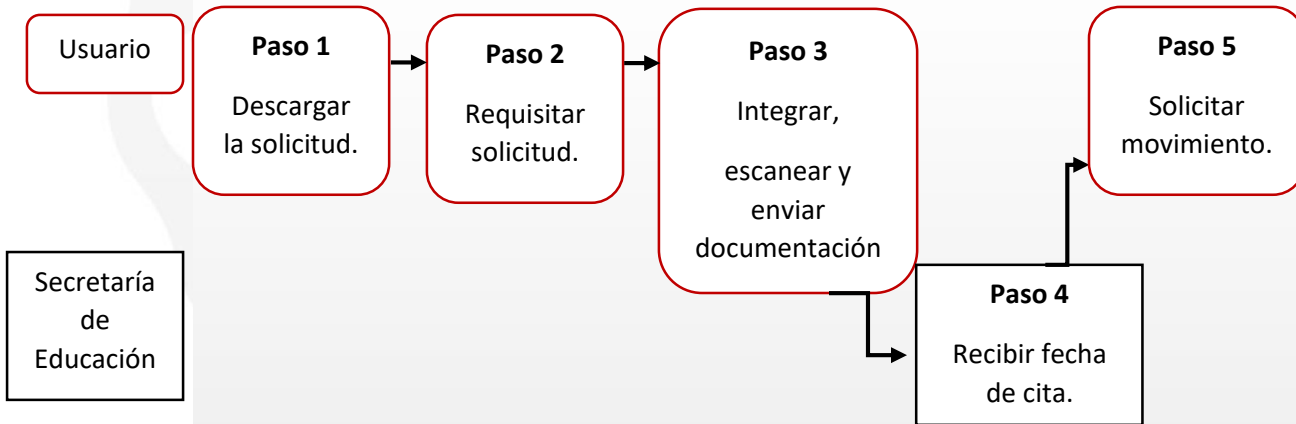 Usuario
Paso 1
Descargar
la solicitud.
Paso 2
Requisitar
solicitud.
Paso 3
Integrar,
escanear y
enviar
documentación
Paso 5
Solicitar
movimiento.
Secretaría
de
Educación
Paso 4
Recibir fecha
de cita.